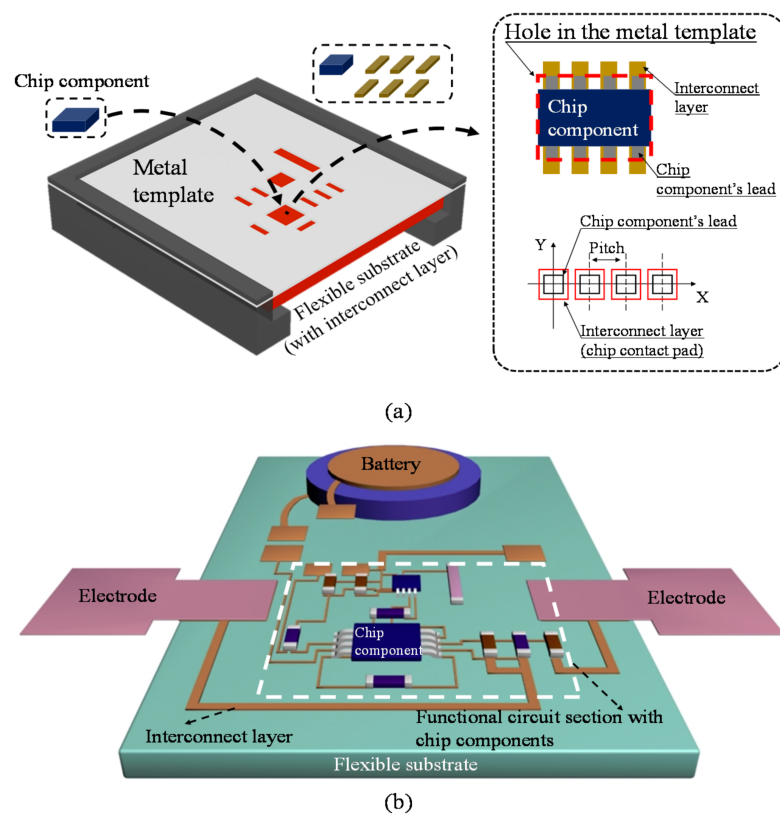 Chip component
Metal
template
Flexible substrate
(with interconnect layer)
Hole in the metal template
Interconnect
layer
Chip
component
Chip
component's lead
Chip component's lead
Y
Pitch
X
Interconnect layer
(chip contact pad)
(a)
Battery
Electrode
Electrode
Chip
component
Interconnect layer
Functional circuit section with
chip components
Flexible substrate
(b)